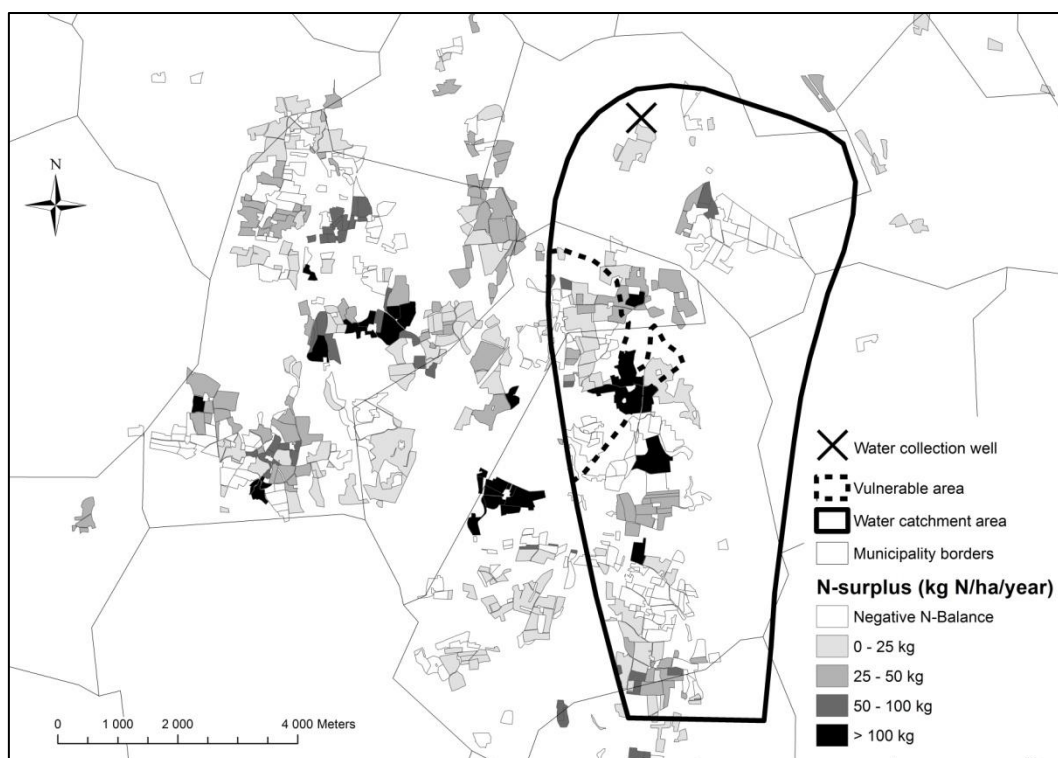 N
Water collection well
Vulnerable area
Water catchment area
Municipality borders
N-surplus (kg N/ha/year)
Negative N-Balance
0 - 25 kg
25 - 50 kg
50 - 100 kg
> 100 kg
0 1 000 2 000 4 000 Meters